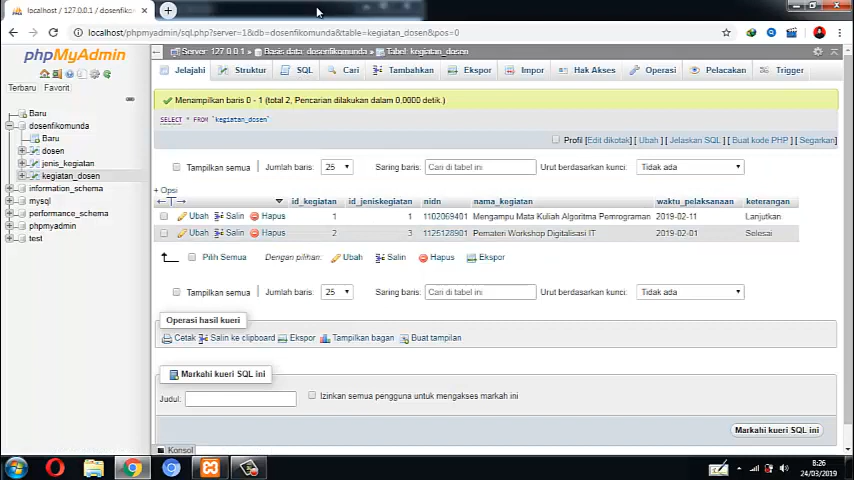 localhost / 127.0.0.1 / dosenfik
localhost/phpmyadmin/sql.php?server=1&db=dosenfikomunda&table=kegiatan_dosen&pos=0
phpMyAdmin
Terbaru Favorit
Baru
dosenfikomunda
Baru
dosen
jenis_kegiatan
kegiatan_dosen
information_schema
mysql
performance_schema
phpmyadmin
test
Server: 127.0.0.1 » Basis data: dosenfikomunda » Tabel: kegiatan_dosen
Jelajahi Struktur SQL Cari Tambahkan Ekspor Impor Hak Akses Operasi Pelacakan Trigger
Menampilkan baris 0 - 1 (total 2, Pencarian dilakukan dalam 0,0000 detik.)
SELECT * FROM `kegiatan_dosen`
Profil [Edit dikotak] [ Ubah ] [ Jelaskan SQL ] [ Buat kode PHP ] [ Segarkan]
Tampilkan semua Jumlah baris: 25 Saring baris: Cari di tabel ini Urut berdasarkan kunci: Tidak ada
+ Opsi
id_kegiatan id_jeniskegiatan nidn nama_kegiatan waktu_pelaksanaan keterangan
Ubah Salin Hapus 1 1 1102069401 Mengampu Mata Kuliah Algoritma Pemrograman 2019-02-11 Lanjutkan
Ubah Salin Hapus 2 3 1125128901 Pemateri Workshop Digitalisasi IT 2019-02-01 Selesai
Pilih Semua Dengan pilihan: Ubah Salin Hapus Ekspor
Tampilkan semua Jumlah baris: 25 Saring baris: Cari di tabel ini Urut berdasarkan kunci: Tidak ada
Operasi hasil kueri
Cetak Salin ke clipboard Ekspor Tampilkan bagan Buat tampilan
Markahi kueri SQL ini
Judul: Izinkan semua pengguna untuk mengakses markah ini
Markahi kueri SQL ini
Konsol
8:26
24/03/2019